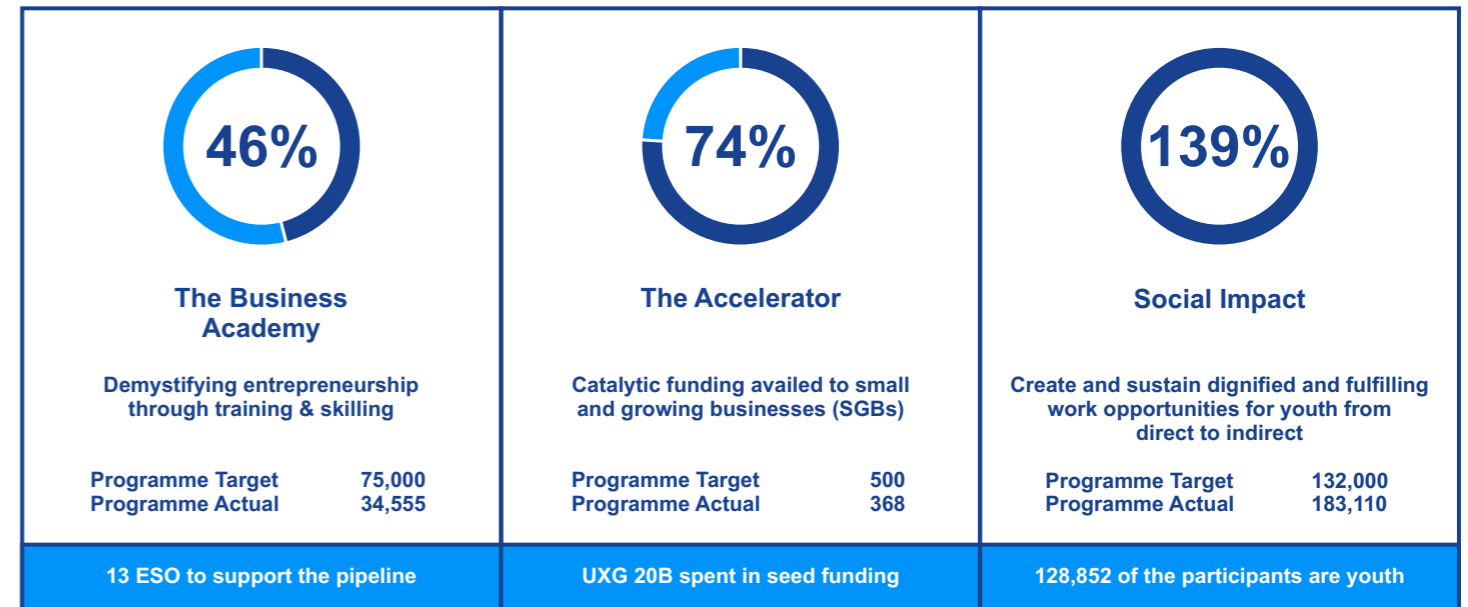 46%
The Business
Academy
Demystifying entrepreneurship
through training & skilling
Programme Target 75,000
Programme Actual 34,555
13 ESO to support the pipeline
74%
The Accelerator
Catalytic funding availed to small
and growing businesses (SGBs)
Programme Target 500
Programme Actual 368
UXG 20B spent in seed funding
139%
Social Impact
Create and sustain dignified and fulfilling
work opportunities for youth from
direct to indirect
Programme Target 132,000
Programme Actual 183,110
128,852 of the participants are youth